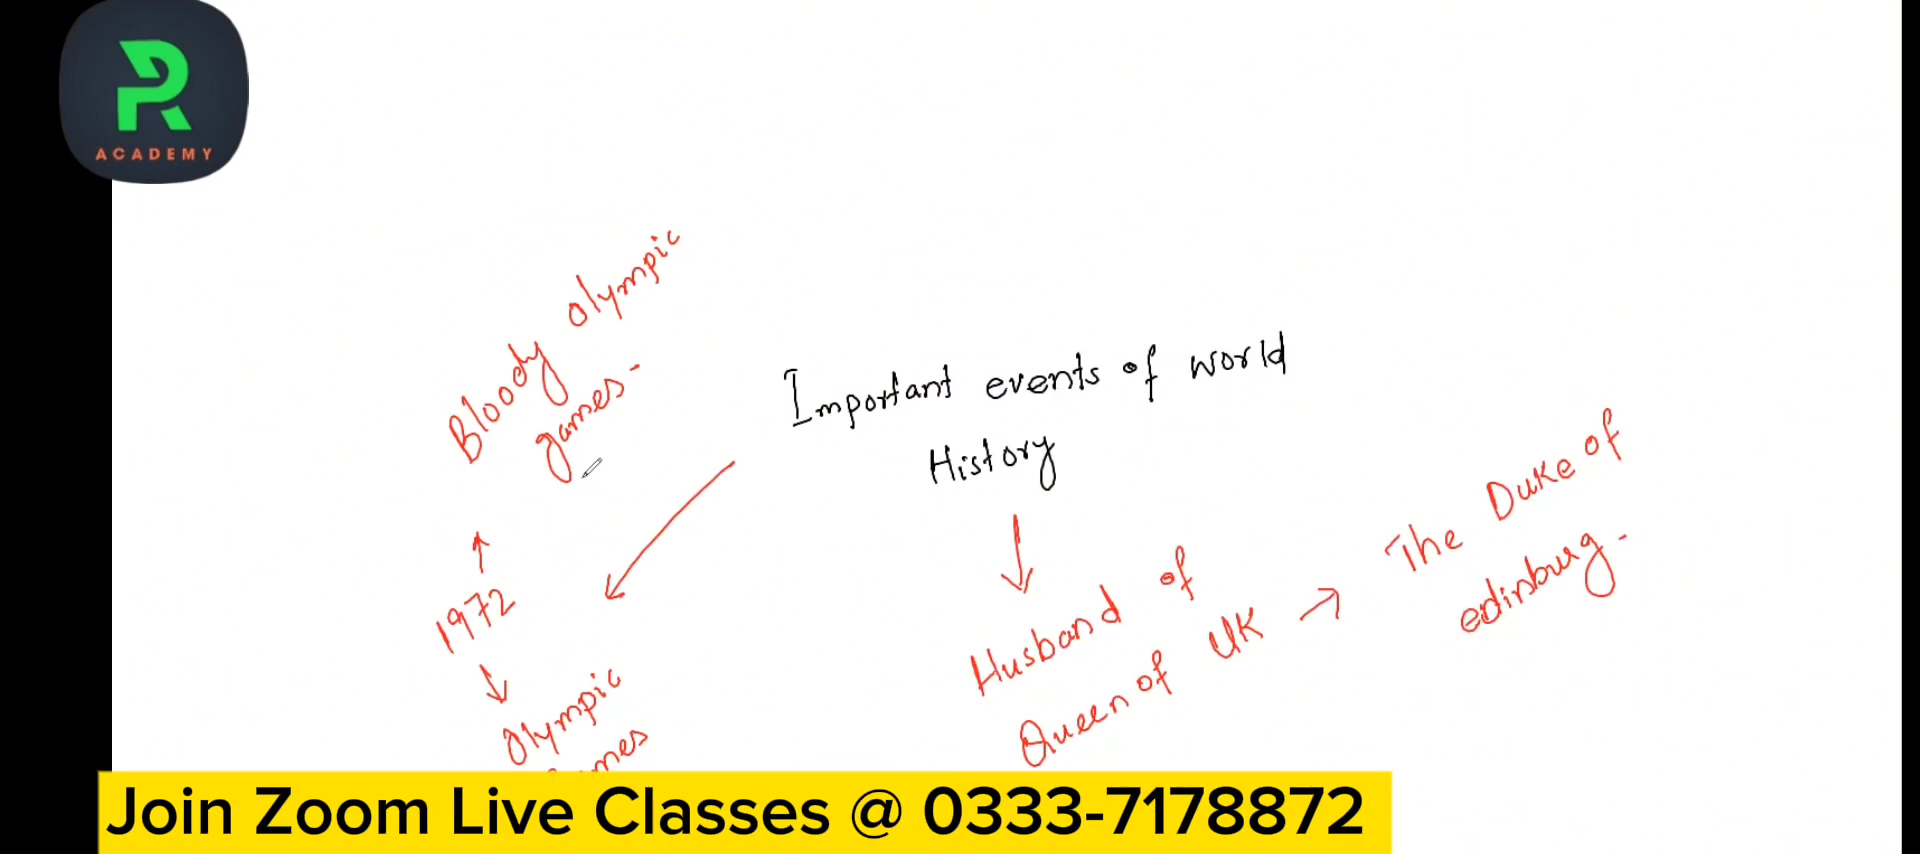 ACADEMY
Bloody olympic
games-
Important events of world
History
1972
Olympic
Husband of
Queen of UK → The Duke of
edinburg.
Join Zoom Live Classes @ 0333-7178872